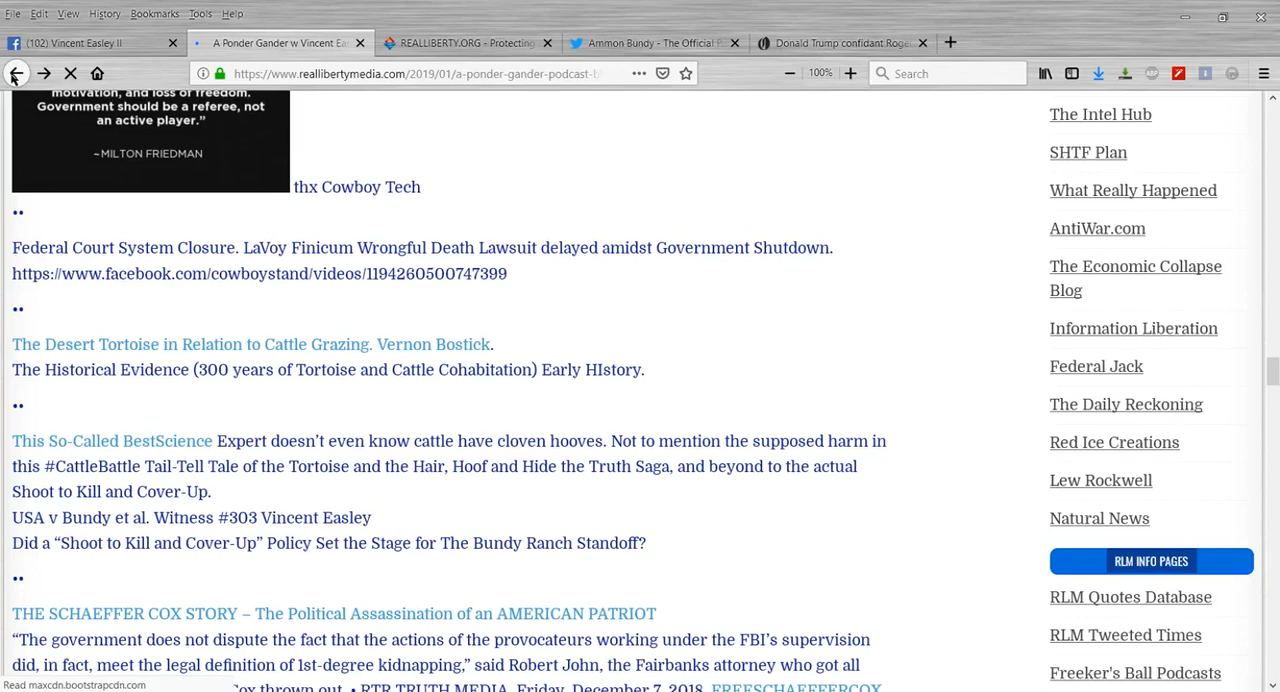 File Edit View History Bookmarks Tools Help
(102) Vincent Easley II
A Ponder Gander w Vincent Eas
REALLIBERTY.ORG - Protecting
Ammon Bundy - The Official P
Donald Trump confidant Roge
https://www.reallibertymedia.com/2019/01/a-ponder-gander-podcast-b
100%
Search
motivation, and loss of freedom.
Government should be a referee, not
an active player.”
~MILTON FRIEDMAN
thx Cowboy Tech
••
Federal Court System Closure. LaVoy Finicum Wrongful Death Lawsuit delayed amidst Government Shutdown.
https://www.facebook.com/cowboystand/videos/1194260500747399
••
The Desert Tortoise in Relation to Cattle Grazing. Vernon Bostick.
The Historical Evidence (300 years of Tortoise and Cattle Cohabitation) Early HIstory.
••
This So-Called BestScience Expert doesn’t even know cattle have cloven hooves. Not to mention the supposed harm in
this #CattleBattle Tail-Tell Tale of the Tortoise and the Hair, Hoof and Hide the Truth Saga, and beyond to the actual
Shoot to Kill and Cover-Up.
USA v Bundy et al. Witness #303 Vincent Easley
Did a “Shoot to Kill and Cover-Up” Policy Set the Stage for The Bundy Ranch Standoff?
••
THE SCHAEFFER COX STORY – The Political Assassination of an AMERICAN PATRIOT
“The government does not dispute the fact that the actions of the provocateurs working under the FBI’s supervision
did, in fact, meet the legal definition of 1st-degree kidnapping,” said Robert John, the Fairbanks attorney who got all
Cox thrown out. • RTR TRUTH MEDIA, Friday, December 7, 2018, FREESCHAEFFERCOX
Read maxcdn.bootstrapcdn.com
The Intel Hub
SHTF Plan
What Really Happened
AntiWar.com
The Economic Collapse
Blog
Information Liberation
Federal Jack
The Daily Reckoning
Red Ice Creations
Lew Rockwell
Natural News
RLM INFO PAGES
RLM Quotes Database
RLM Tweeted Times
Freeker's Ball Podcasts